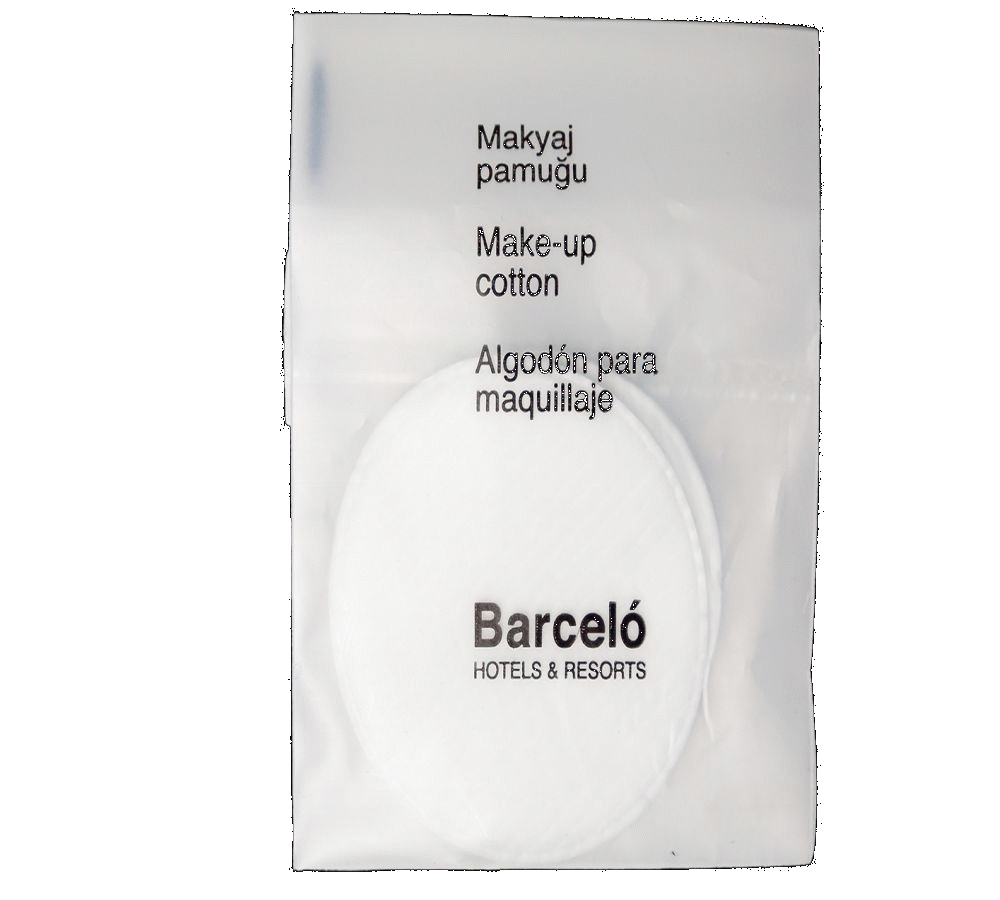 Makyaj
pamuğu
Make-up
cotton
Algodón para
maquillaje
Barceló
HOTELS & RESORTS